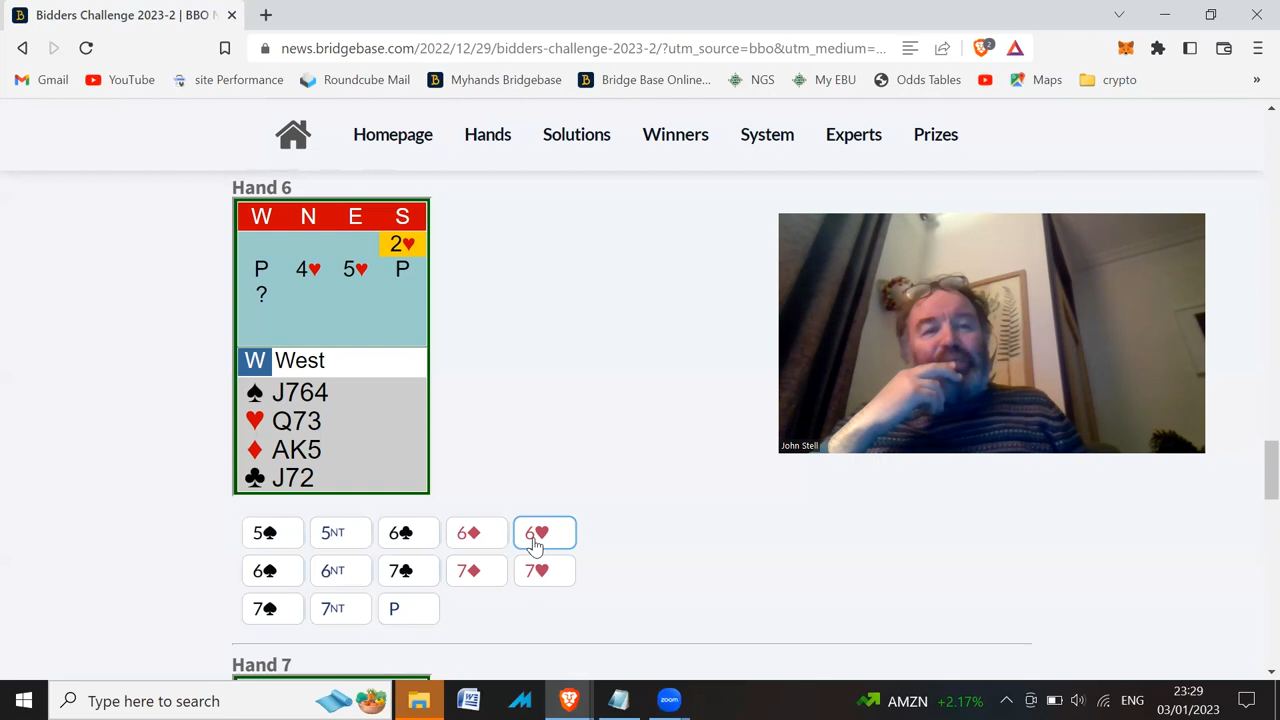 Bidders Challenge 2023-2 | BBO N
news.bridgebase.com/2022/12/29/bidders-challenge-2023-2/?utm_source=bbo&utm_medium=... 2
Gmail YouTube site Performance Roundcube Mail Myhands Bridgebase Bridge Base Online... NGS My EBU Odds Tables Maps crypto »
Homepage Hands Solutions Winners System Experts Prizes
Hand 6
W N E S
2♥
P 4♥ 5♥ P
?
W West
♠ J764
♥ Q73
♦ AK5
♣ J72
John Stell
5♠ 5NT 6♣ 6♦ 6♥
6♠ 6NT 7♣ 7♦ 7♥
7♠ 7NT P
Hand 7
Type here to search zoom AMZN +2.17% ENG 23:29
03/01/2023